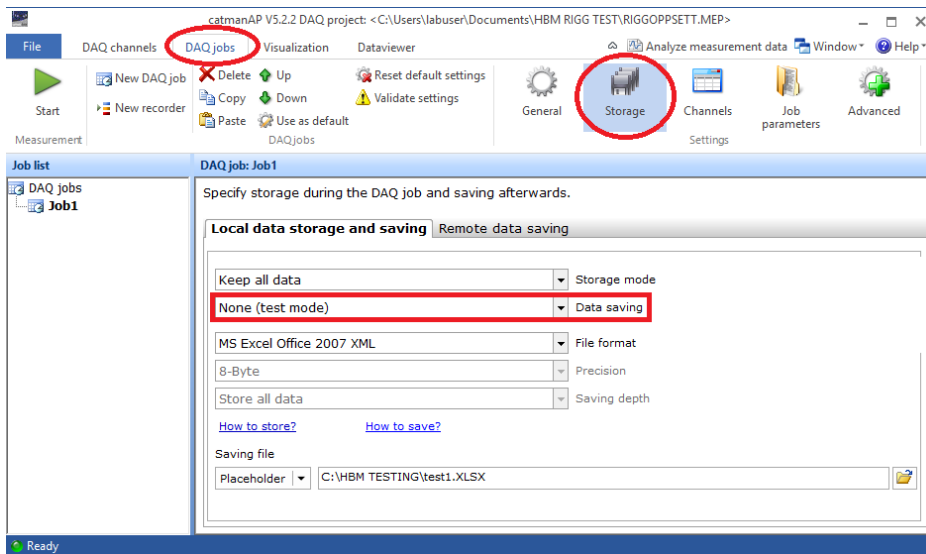 catmanAP V5.2.2 DAQ project: <C:\Users\labuser\Documents\HBM RIGG TEST\RIGGOPPSETT.MEP>
File DAQ channels DAQ jobs Visualization Dataviewer Analyze measurement data Window Help
New DAQ job Delete Up Reset default settings
New recorder Copy Down Validate settings
Paste Use as default
Start General Storage Channels Job parameters Advanced
Measurement DAQ jobs Settings
Job list
DAQ jobs
Job1
DAQ job: Job1
Specify storage during the DAQ job and saving afterwards.
Local data storage and saving Remote data saving
Keep all data Storage mode
None (test mode) Data saving
MS Excel Office 2007 XML File format
8-Byte Precision
Store all data Saving depth
How to store? How to save?
Saving file
Placeholder C:\HBM TESTING\test1.XLSX
Ready